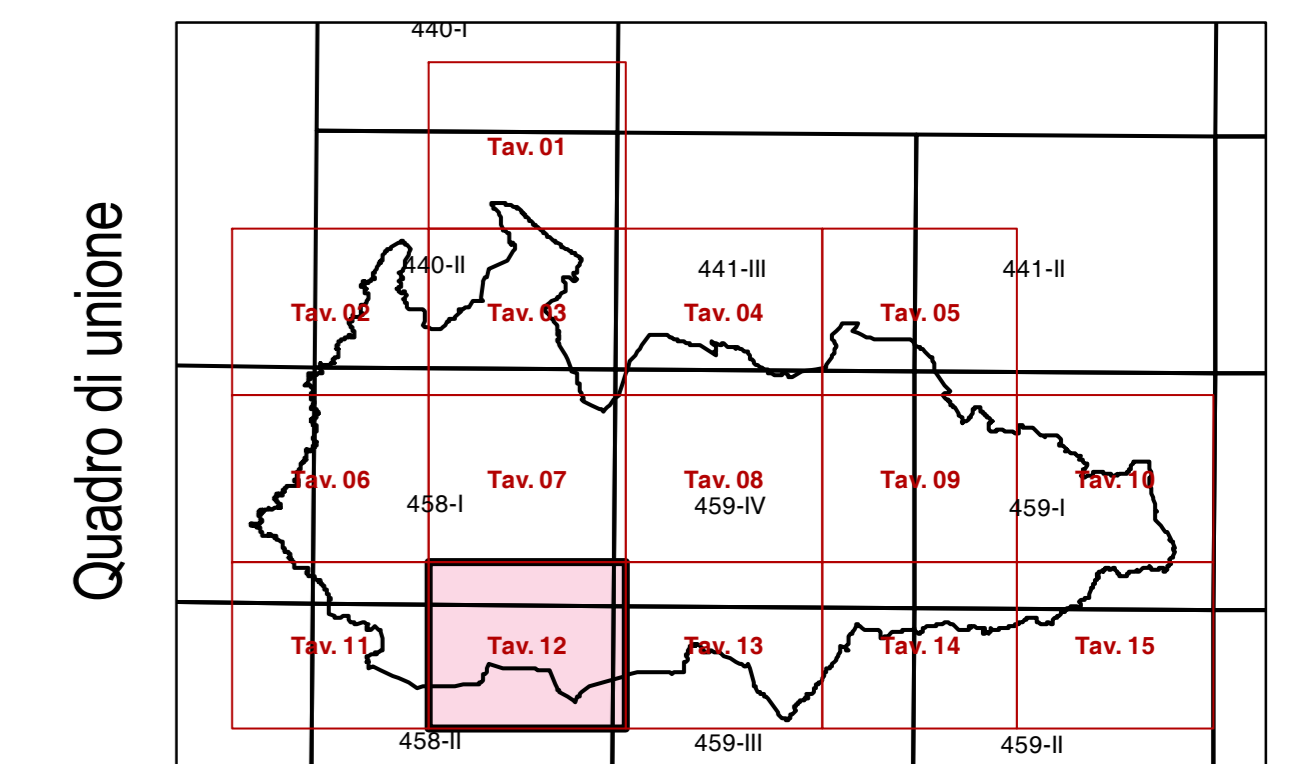 Quadro di unione
440-I
Tav. 01
440-II
441-III
441-II
Tav. 02
Tav. 03
Tav. 04
Tav. 05
Tav. 06
Tav. 07
Tav. 08
Tav. 09
Tav. 10
458-I
459-IV
459-I
Tav. 11
Tav. 12
Tav. 13
Tav. 14
Tav. 15
458-II
459-III
459-II